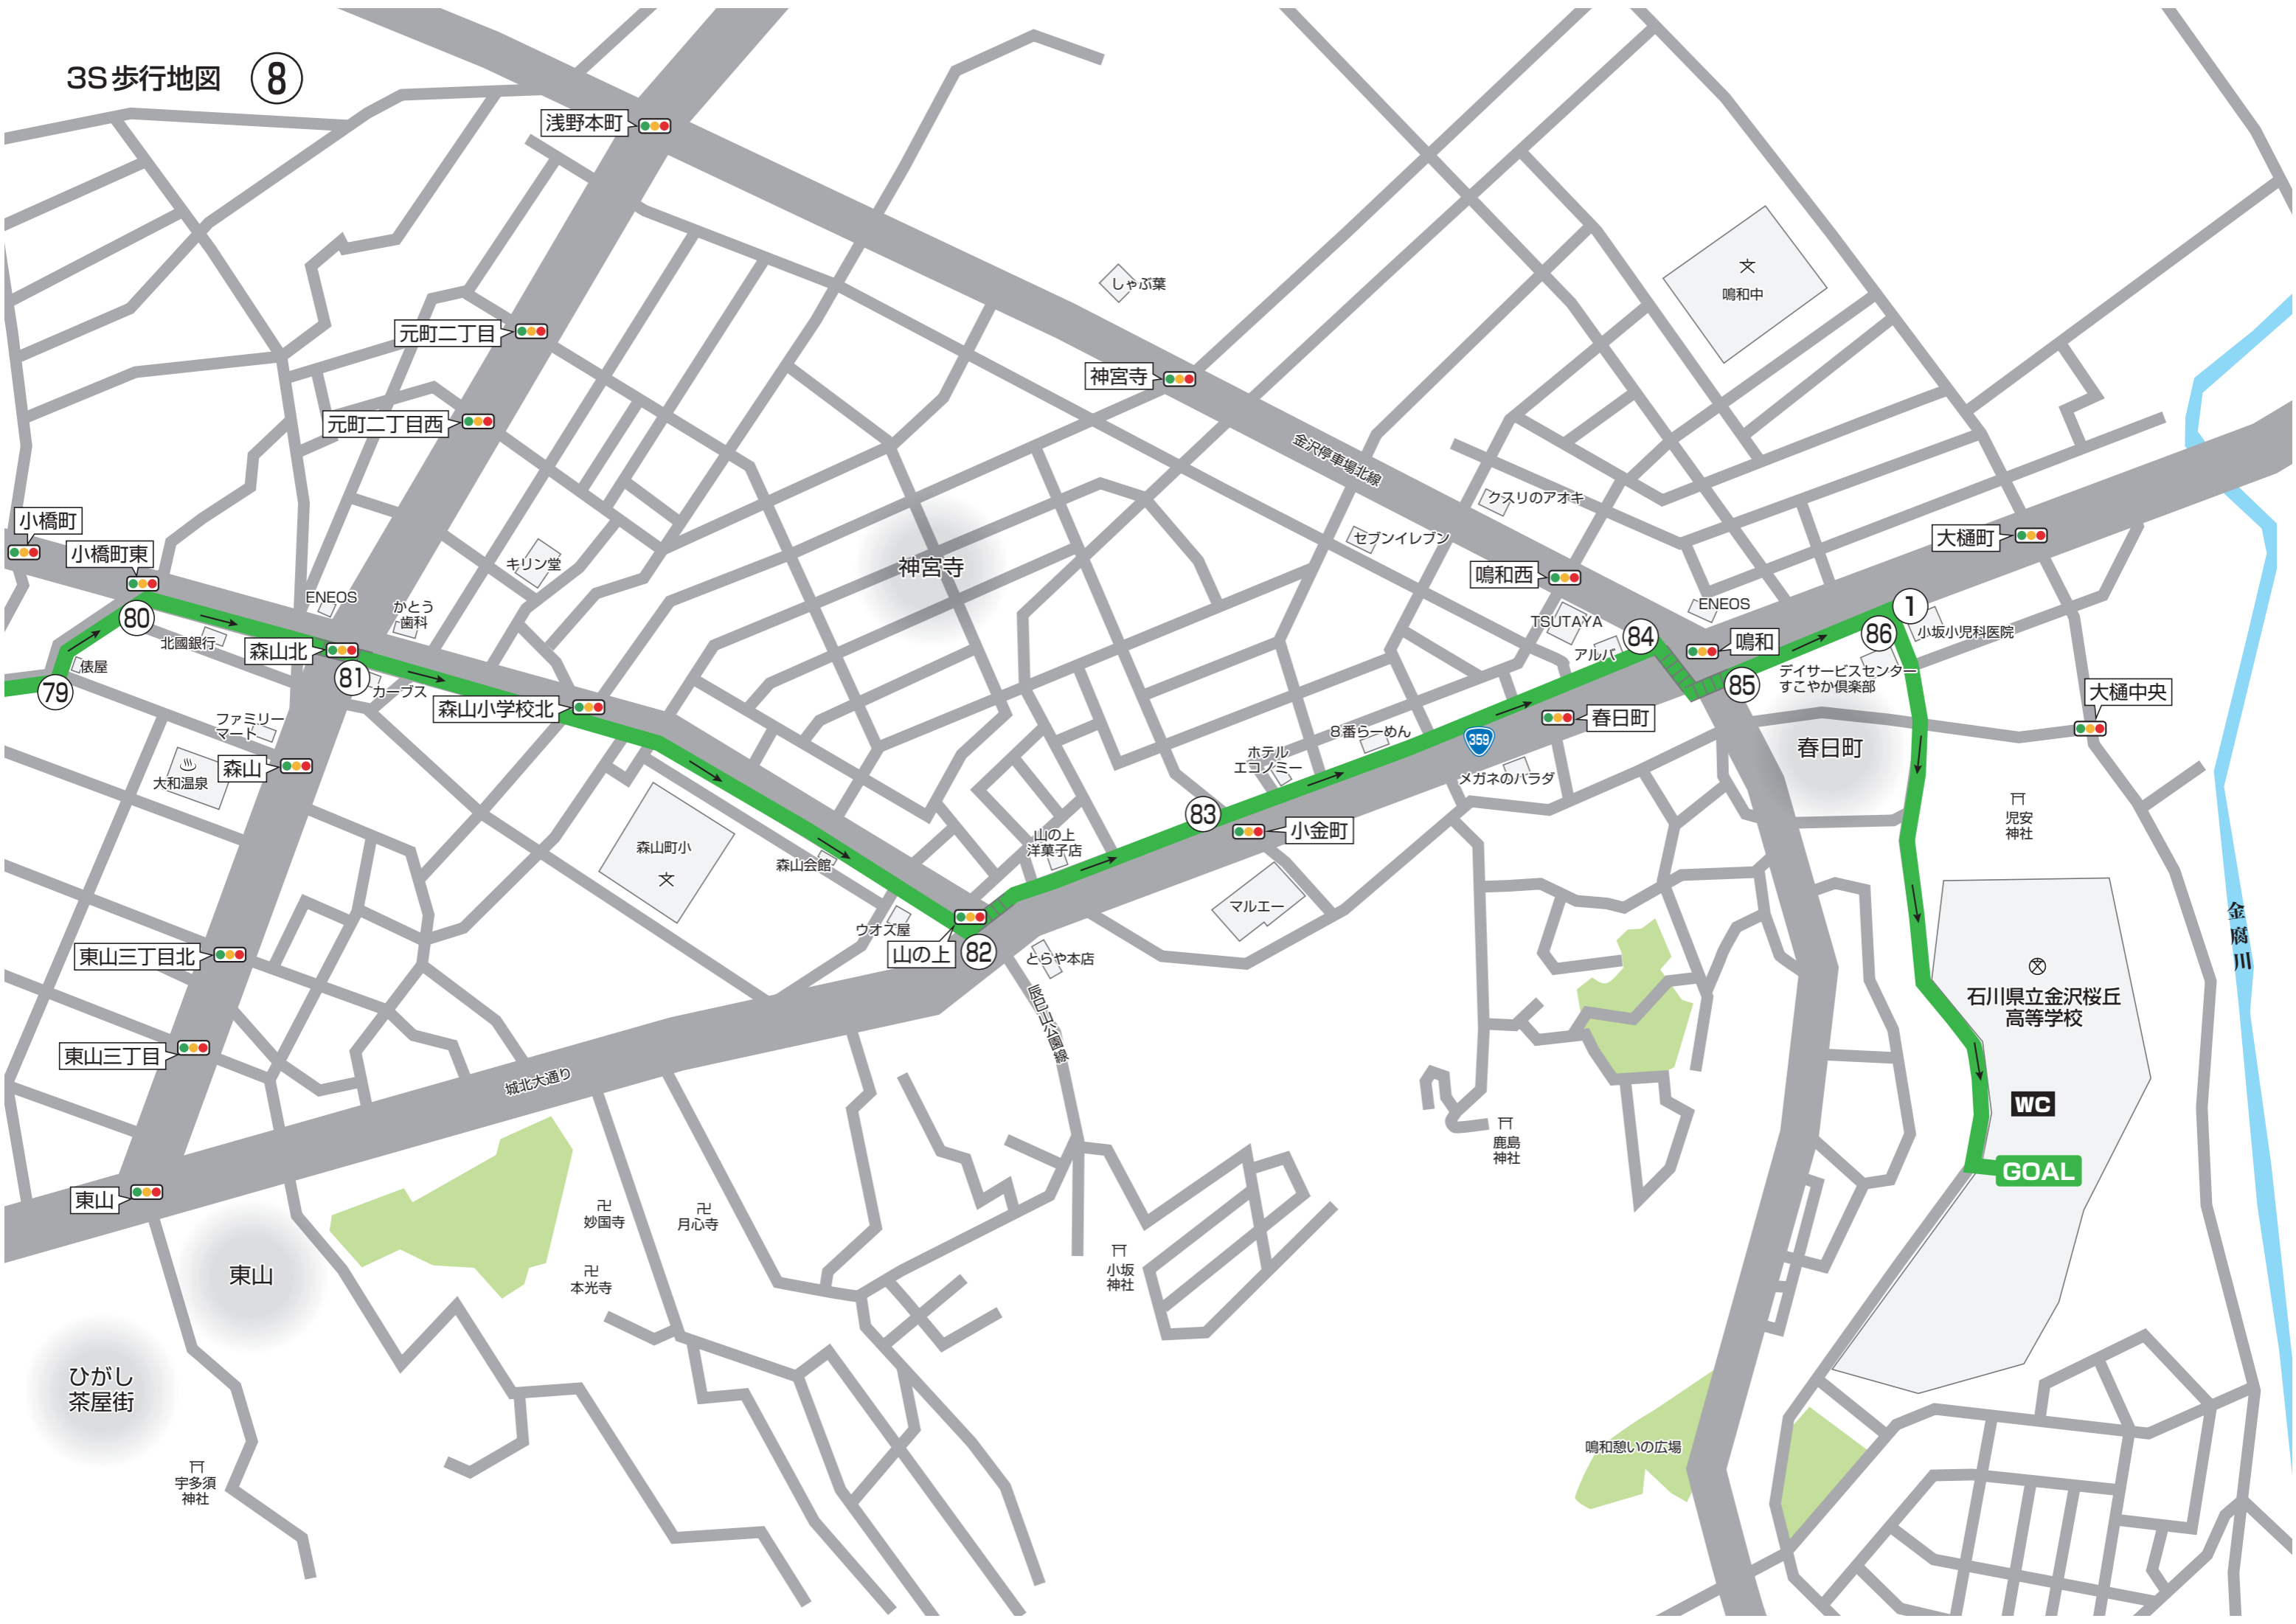 3S歩行地図 ⑧
浅野本町
しゃぶ葉
文
鳴和中
元町二丁目
神宮寺
元町二丁目西
金沢停車場北線
クスリのアオキ
小橋町
小橋町東
セブンイレブン
大樋町
キリン堂
神宮寺
鳴和西
ENEOS
かとう
歯科
ENEOS
TSUTAYA
アルバ
80
北國銀行
森山北
84
鳴和
1
86
小坂小児科医院
俵屋
79
81
カーブス
85
デイサービスセンター
すこやか倶楽部
大樋中央
森山小学校北
ファミリー
マート
春日町
359
8番らーめん
春日町
ホテル
エコノミー
メガネのハラダ
大和温泉
森山
83
小金町
児安
神社
森山町小
文
森山会館
山の上
洋菓子店
マルエー
ウオズ屋
山の上
82
とらや本店
金腐川
東山三丁目北
辰巳山公園線
文
石川県立金沢桜丘
高等学校
東山三丁目
城北大通り
WC
鹿島
神社
GOAL
東山
卍
妙国寺
卍
月心寺
東山
卍
本光寺
小坂
神社
ひがし
茶屋街
鳴和憩いの広場
宇多須
神社